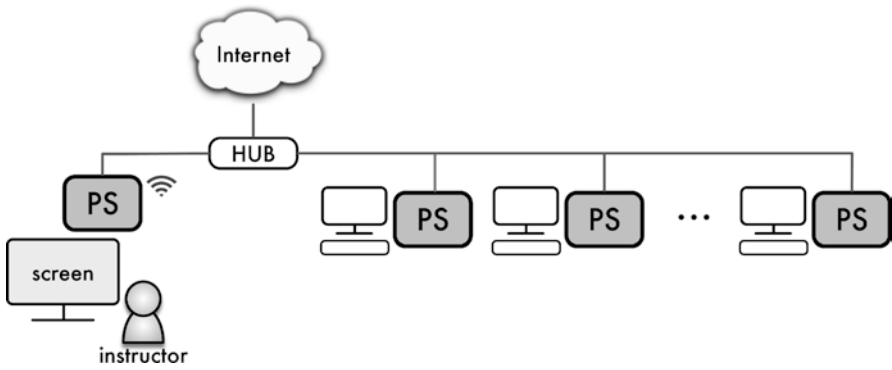 Internet
HUB
PS
PS
PS
...
PS
screen
instructor